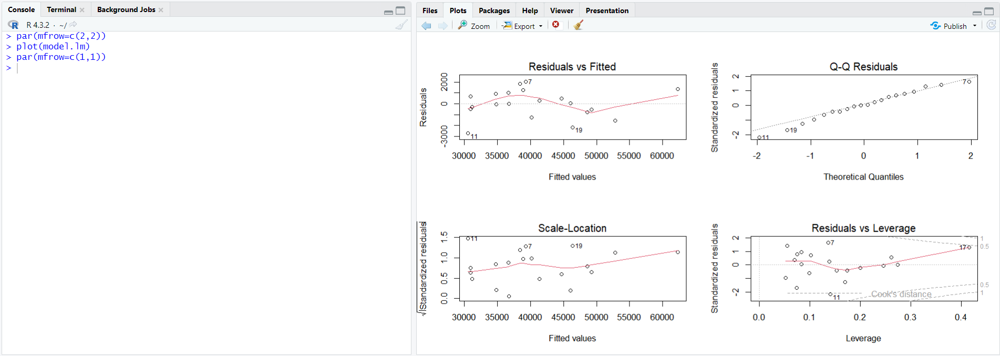 Console Terminal Background Jobs
R 4.3.2 · ~/
> par(mfrow=c(2,2))
> plot(model.lm)
> par(mfrow=c(1,1))
>
Files Plots Packages Help Viewer Presentation
Zoom Export Publish
Residuals vs Fitted
Residuals
-3000 0 2000
7
11
19
30000 35000 40000 45000 50000 55000 60000
Fitted values
Q-Q Residuals
Standardized residuals
-2 0 1 2
7
19
11
-2 -1 0 1 2
Theoretical Quantiles
Scale-Location
√|Standardized residuals|
0.0 0.5 1.0 1.5
11
7
19
30000 35000 40000 45000 50000 55000 60000
Fitted values
Residuals vs Leverage
Standardized residuals
-2 0 1 2
7
17
11
1
0.5
0.5
1
Cook's distance
0.0 0.1 0.2 0.3 0.4
Leverage